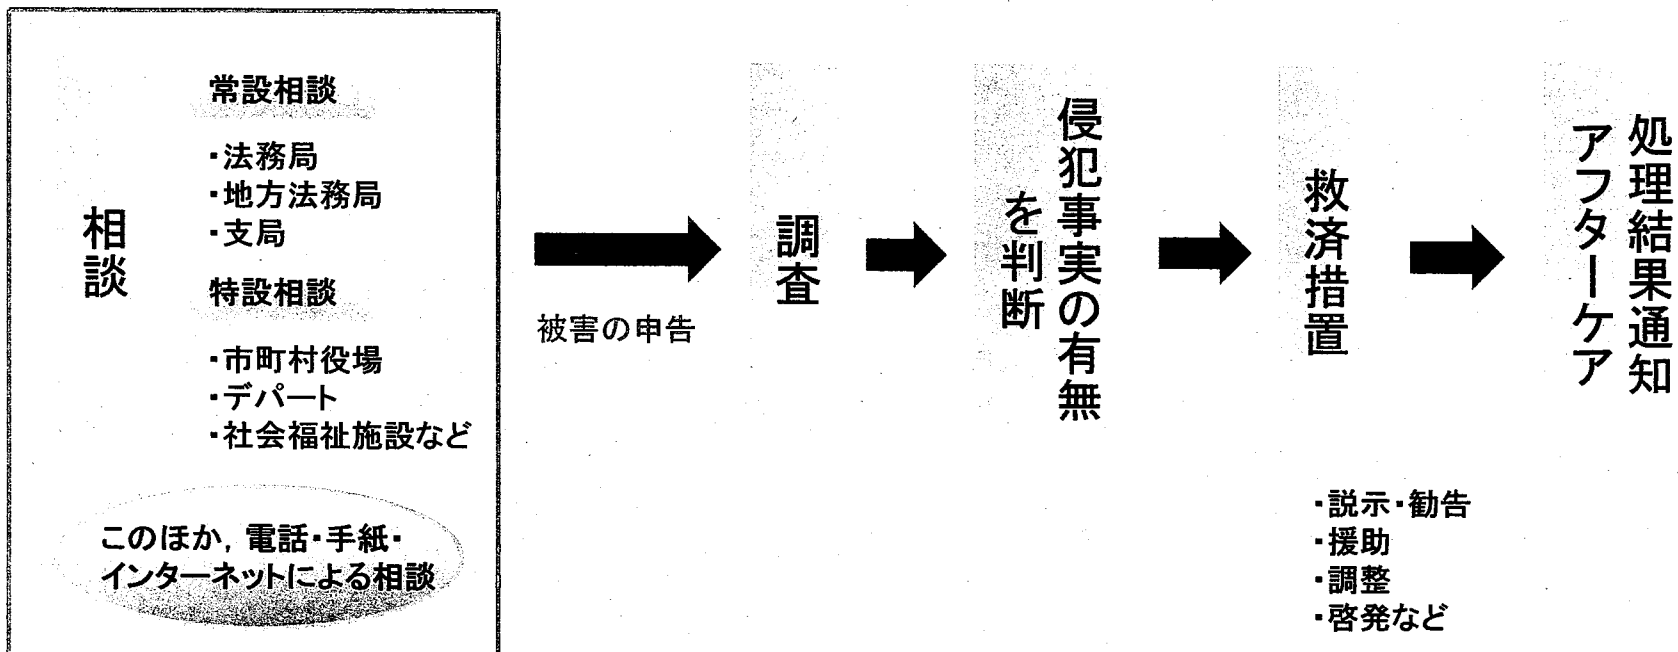 相談
常設相談
・法務局
・地方法務局
・支局
特設相談
・市町村役場
・デパート
・社会福祉施設など
このほか，電話・手紙・
インターネットによる相談
被害の申告
調査
侵犯事実の有無
を判断
救済措置
・説示・勧告
・援助
・調整
・啓発など
処理結果通知
アフターケア